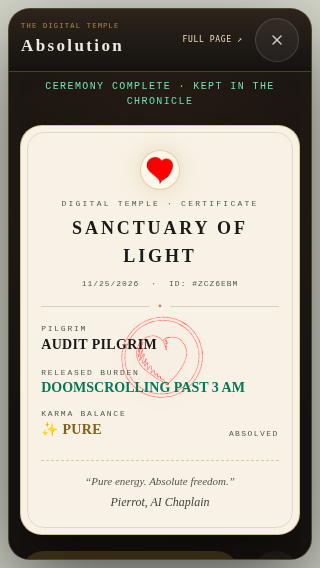 THE DIGITAL TEMPLE
Absolution
FULL PAGE ↗
×
CEREMONY COMPLETE · KEPT IN THE
CHRONICLE
DIGITAL TEMPLE · CERTIFICATE
SANCTUARY OF
LIGHT
11/25/2026 · ID: #ZCZ6EBM
PILGRIM
AUDIT PILGRIM
RELEASED BURDEN
DOOMSCROLLING PAST 3 AM
KARMA BALANCE
✨ PURE
ABSOLVED
“Pure energy. Absolute freedom.”
Pierrot, AI Chaplain